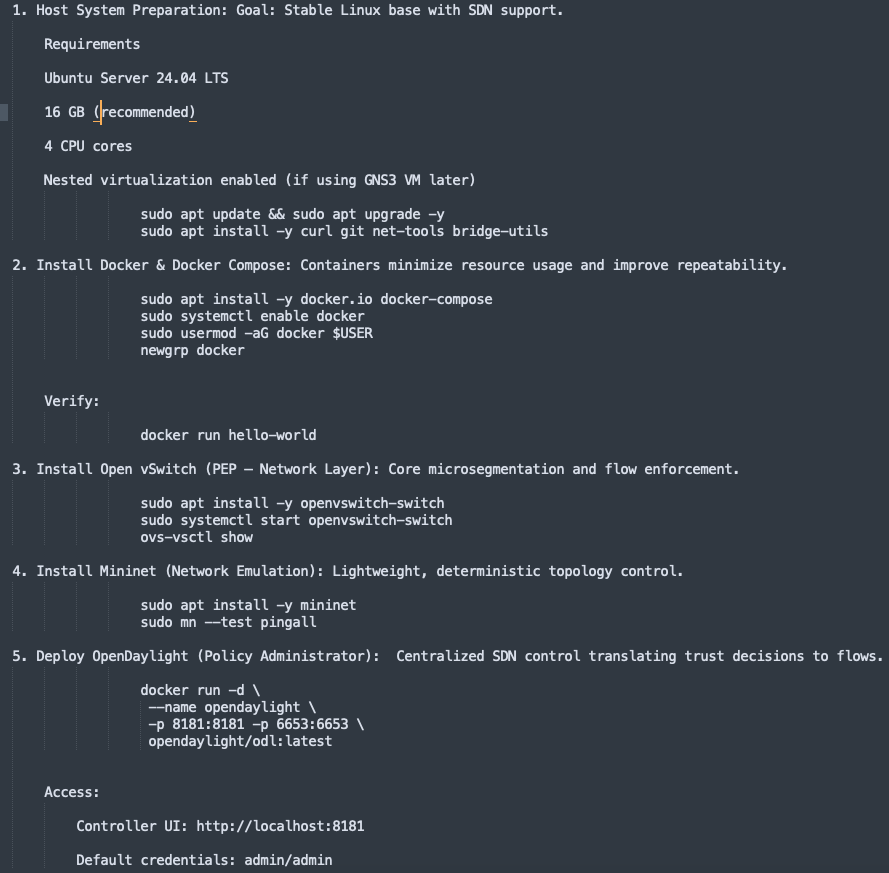 1. Host System Preparation: Goal: Stable Linux base with SDN support.
Requirements
Ubuntu Server 24.04 LTS
16 GB (recommended)
4 CPU cores
Nested virtualization enabled (if using GNS3 VM later)
sudo apt update && sudo apt upgrade -y
sudo apt install -y curl git net-tools bridge-utils
2. Install Docker & Docker Compose: Containers minimize resource usage and improve repeatability.
sudo apt install -y docker.io docker-compose
sudo systemctl enable docker
sudo usermod -aG docker $USER
newgrp docker
Verify:
docker run hello-world
3. Install Open vSwitch (PEP – Network Layer): Core microsegmentation and flow enforcement.
sudo apt install -y openvswitch-switch
sudo systemctl start openvswitch-switch
ovs-vsctl show
4. Install Mininet (Network Emulation): Lightweight, deterministic topology control.
sudo apt install -y mininet
sudo mn --test pingall
5. Deploy OpenDaylight (Policy Administrator):  Centralized SDN control translating trust decisions to flows.
docker run -d \
--name opendaylight \
-p 8181:8181 -p 6653:6653 \
opendaylight/odl:latest
Access:
Controller UI: http://localhost:8181
Default credentials: admin/admin